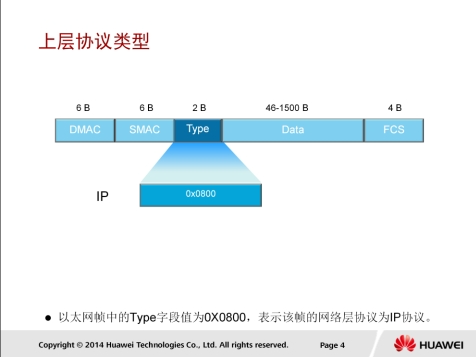 上层协议类型
6 B 6 B 2 B 46-1500 B 4 B
DMAC SMAC Type Data FCS
IP 0x0800
● 以太网帧中的Type字段值为0X0800，表示该帧的网络层协议为IP协议。
Copyright © 2014 Huawei Technologies Co., Ltd. All rights reserved. Page 4 HUAWEI